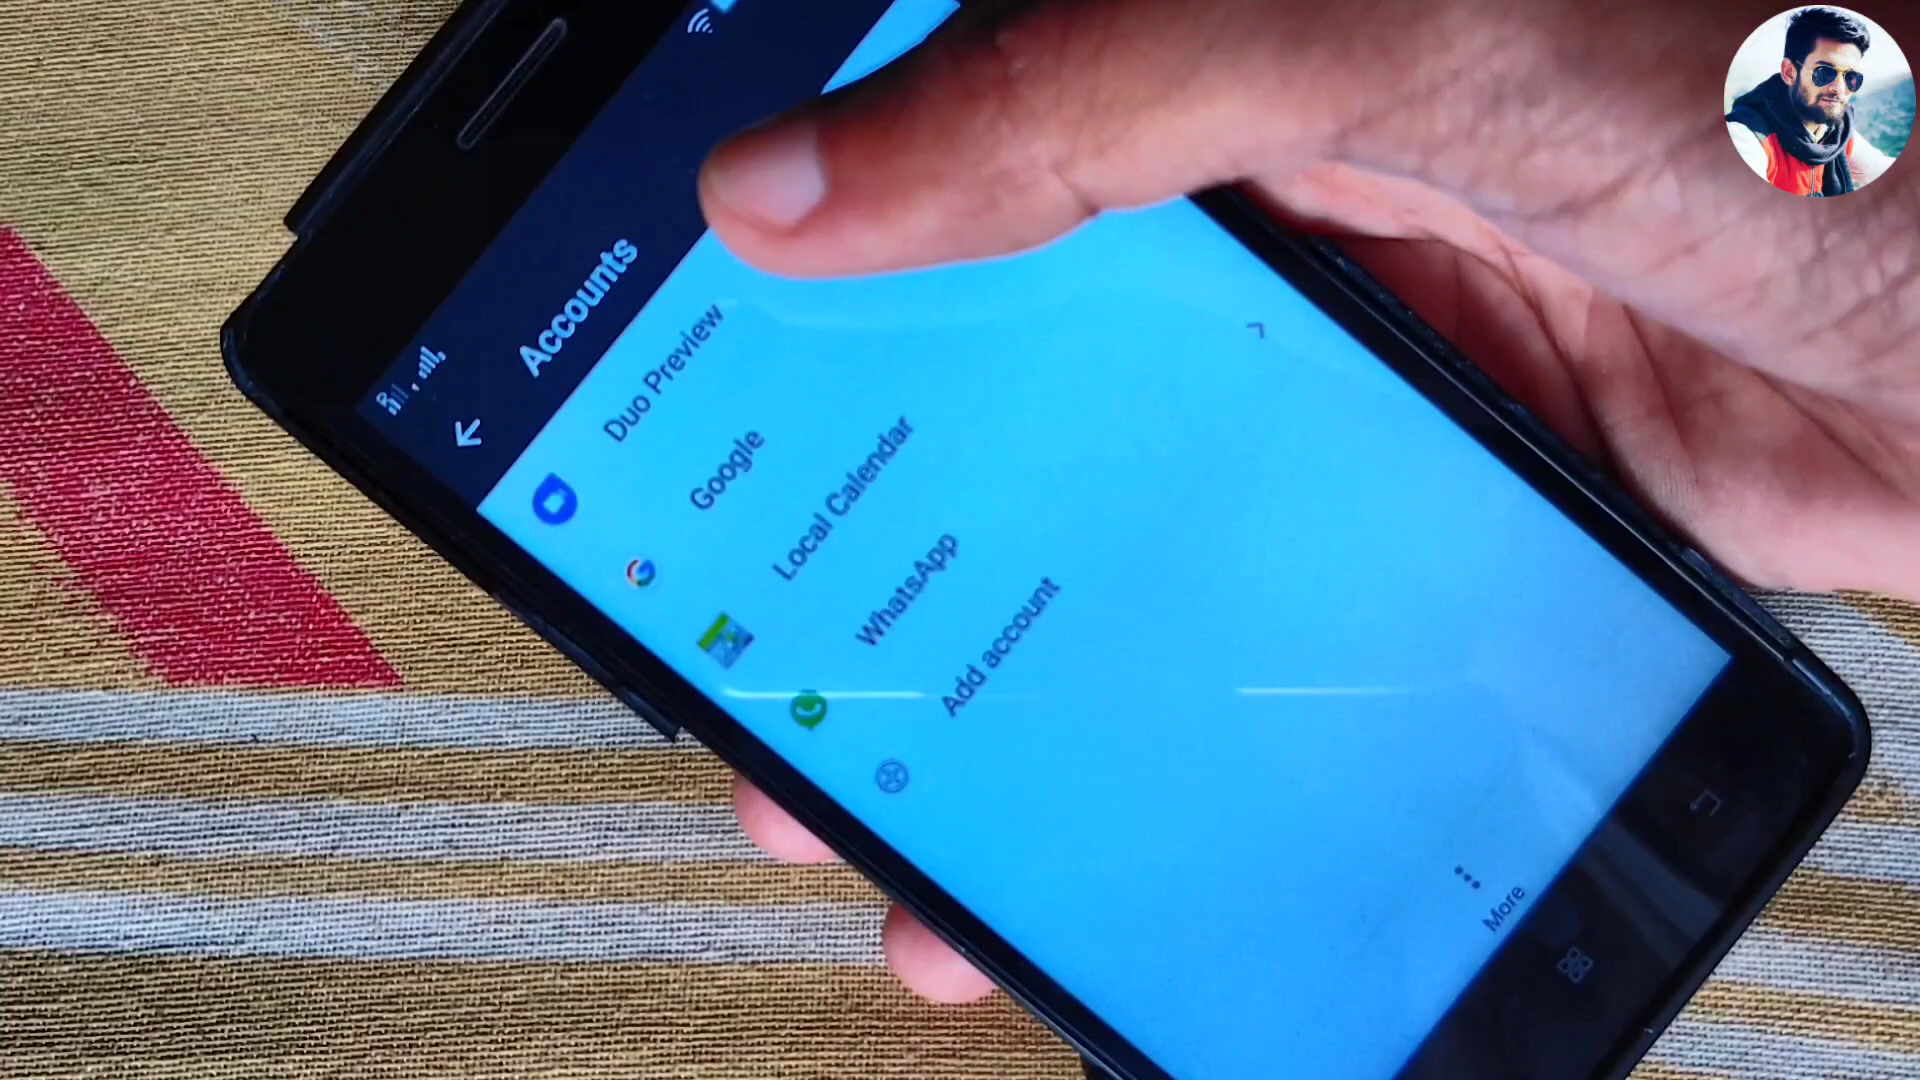 Accounts
Duo Preview
Google
Local Calendar
WhatsApp
Add account
More